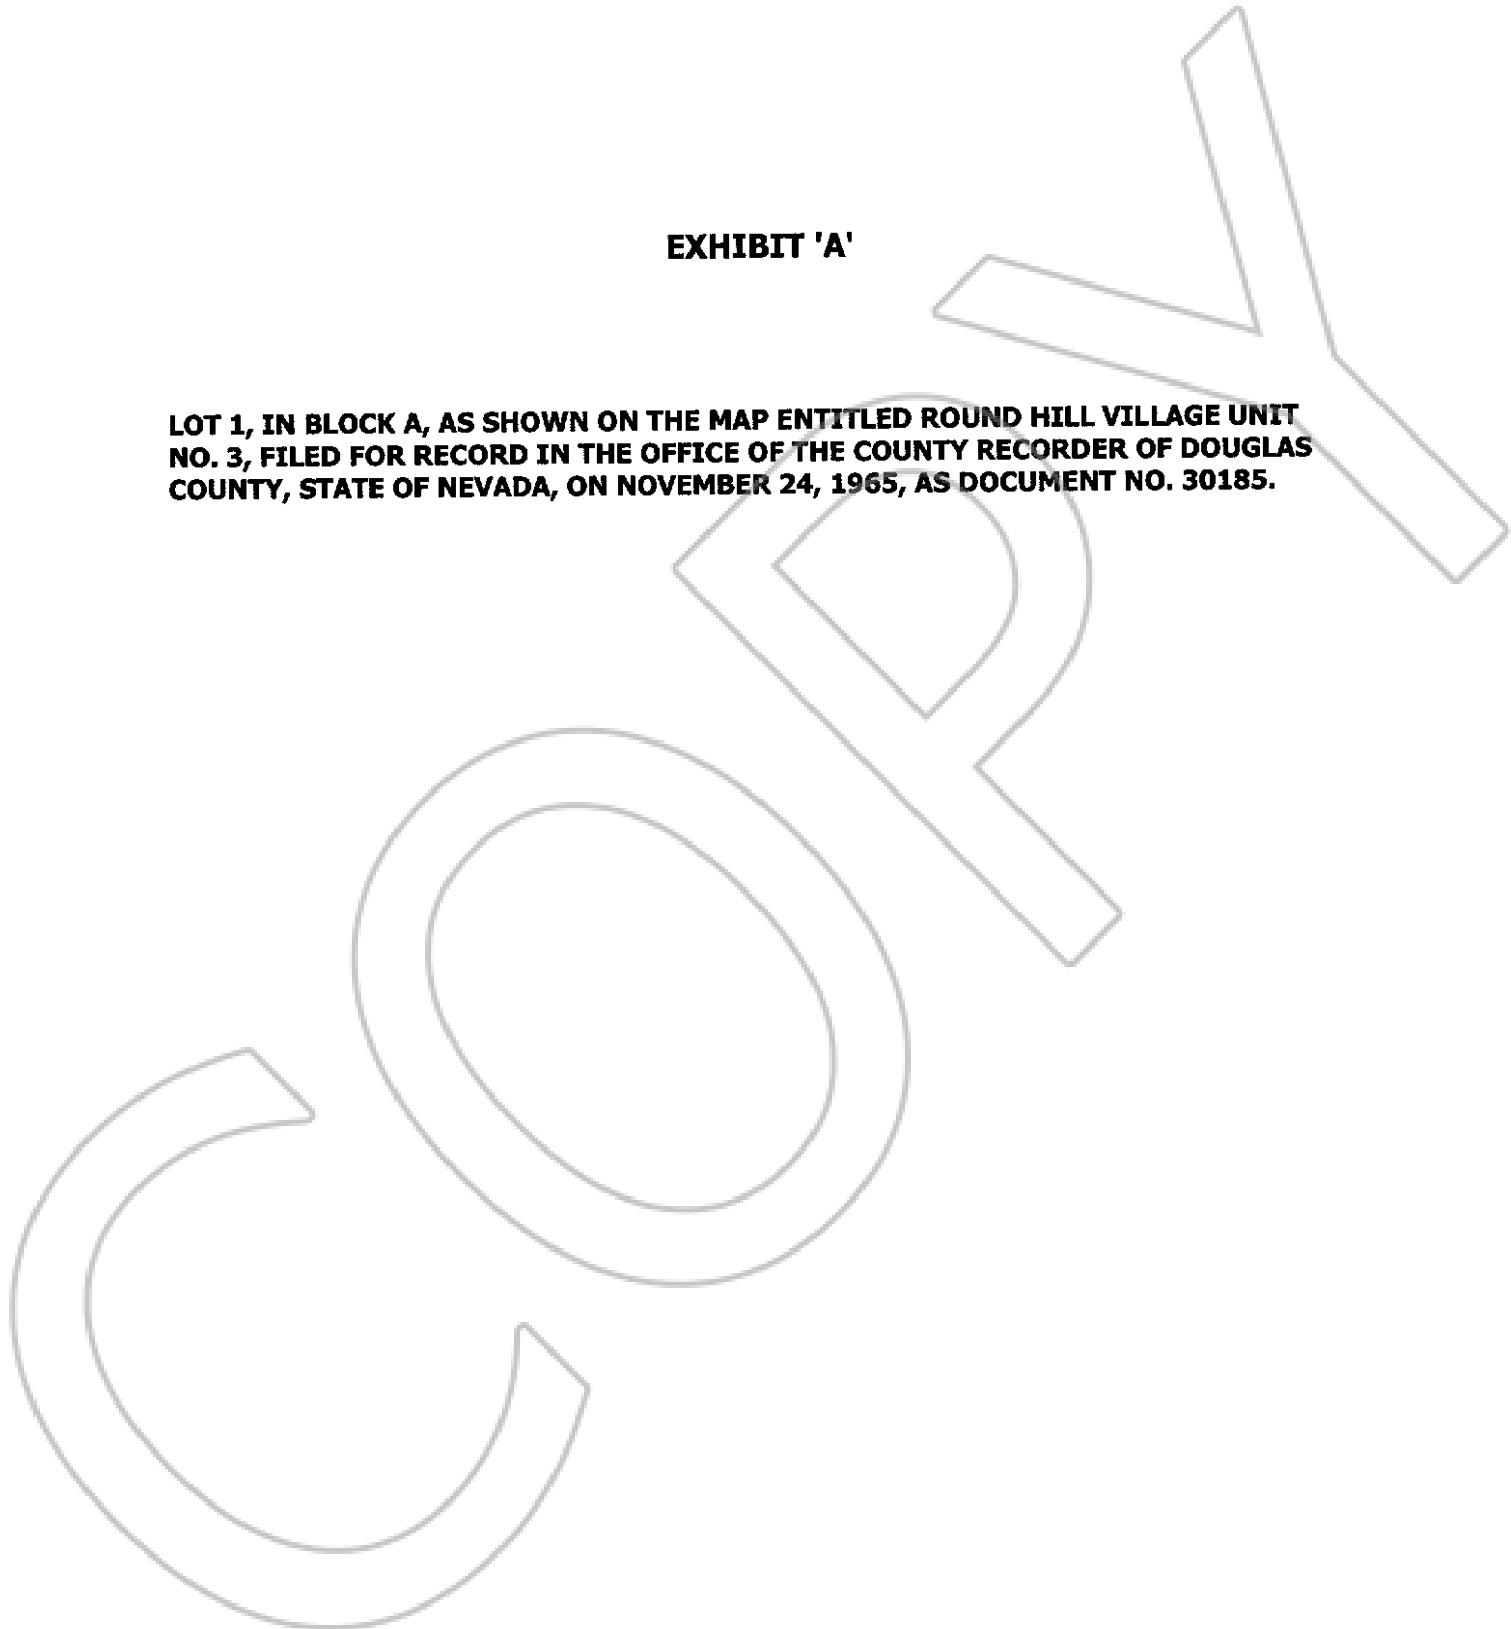 EXHIBIT 'A'
LOT 1, IN BLOCK A, AS SHOWN ON THE MAP ENTITLED ROUND HILL VILLAGE UNIT
NO. 3, FILED FOR RECORD IN THE OFFICE OF THE COUNTY RECORDER OF DOUGLAS
COUNTY, STATE OF NEVADA, ON NOVEMBER 24, 1965, AS DOCUMENT NO. 30185.
COPY